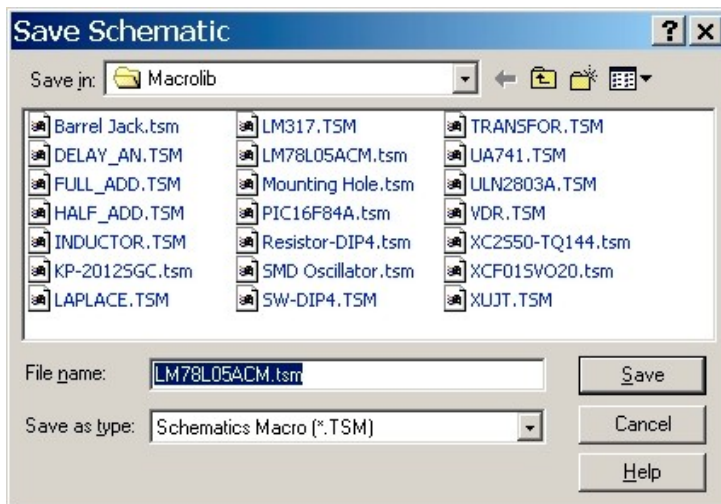 Save Schematic
Save in: Macrolib
Barrel Jack.tsm LM317.TSM TRANSFOR.TSM
DELAY_AN.TSM LM78L05ACM.tsm UA741.TSM
FULL_ADD.TSM Mounting Hole.tsm ULN2803A.TSM
HALF_ADD.TSM PIC16F84A.tsm VDR.TSM
INDUCTOR.TSM Resistor-DIP4.tsm XC2S50-TQ144.tsm
KP-2012SGC.tsm SMD Oscillator.tsm XCF01SVO20.tsm
LAPLACE.TSM SW-DIP4.TSM XUJT.TSM
File name: LM78L05ACM.tsm Save
Save as type: Schematics Macro (*.TSM) Cancel
Help